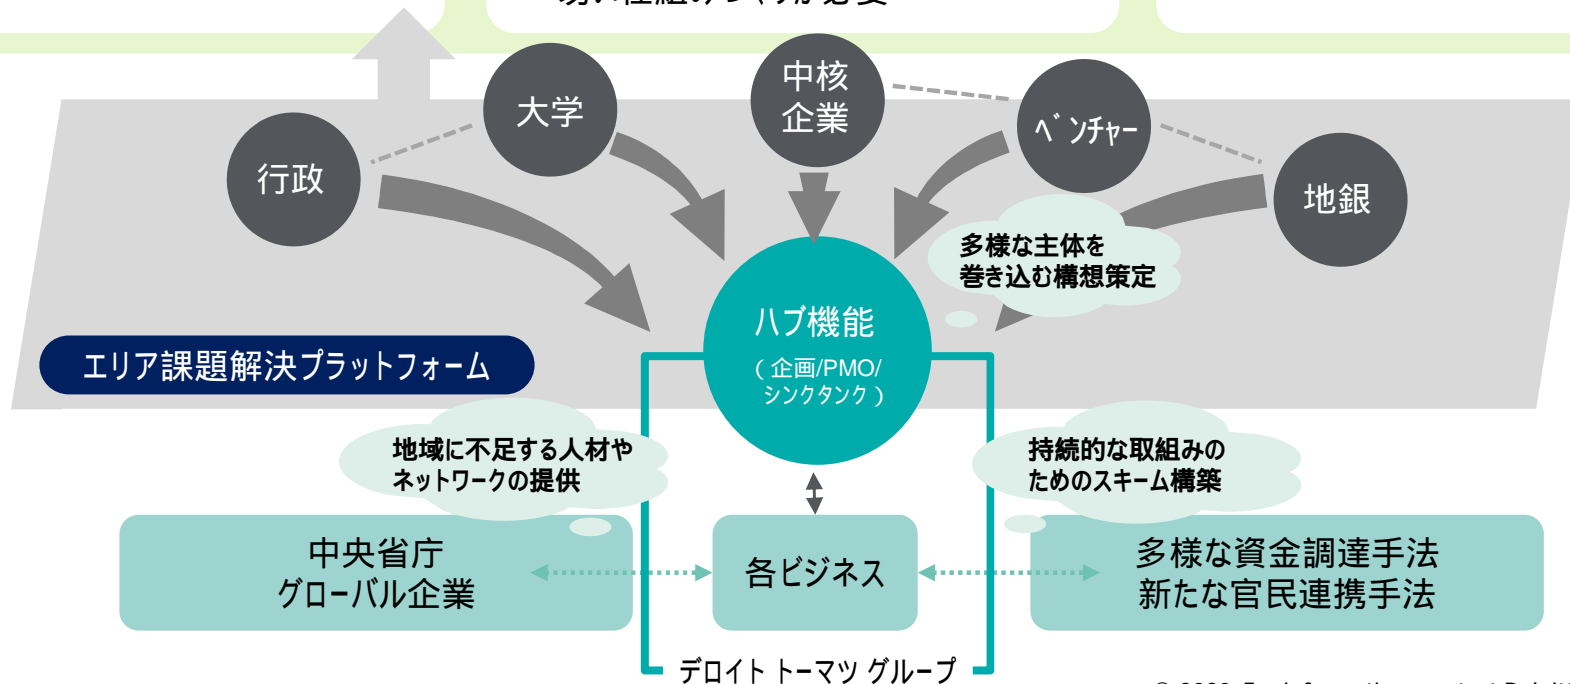 大学
中核
企業
ベンチャー
行政
地銀
多様な主体を
巻き込む構想策定
ハブ機能
（企画/PMO/
シンクタンク）
エリア課題解決プラットフォーム
地域に不足する人材や
ネットワークの提供
持続的な取組みの
ためのスキーム構築
中央省庁
グローバル企業
各ビジネス
多様な資金調達手法
新たな官民連携手法
デロイト トーマツ グループ